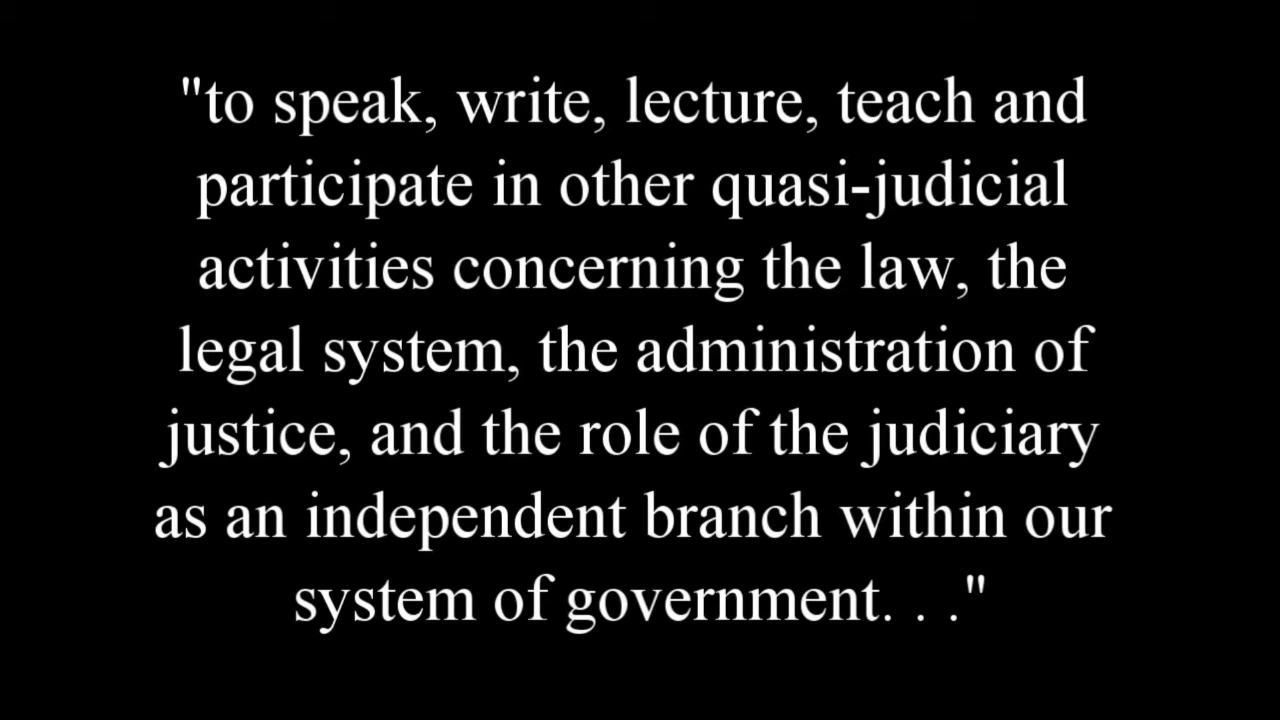 "to speak, write, lecture, teach and
participate in other quasi-judicial
activities concerning the law, the
legal system, the administration of
justice, and the role of the judiciary
as an independent branch within our
system of government. . ."